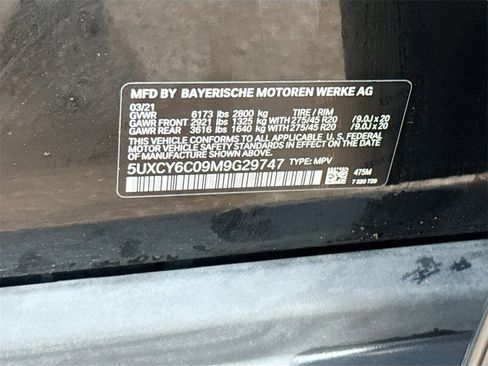 MFD BY BAYERISCHE MOTOREN WERKE AG
03/21
GVWR 6173 lbs 2800 kg TIRE / RIM
GAWR FRONT 2921 lbs 1325 kg WITH 275/45 R20 /9.0J x 20
GAWR REAR 3616 lbs 1640 kg WITH 275/45 R20 /9.0J x 20
THIS VEHICLE CONFORMS TO ALL APPLICABLE U. S. FEDERAL
MOTOR VEHICLE SAFETY STANDARDS IN EFFECT ON THE DATE OF
MANUFACTURE SHOWN ABOVE.
5UXCY6C09M9G29747 TYPE: MPV
475M
7 320 729